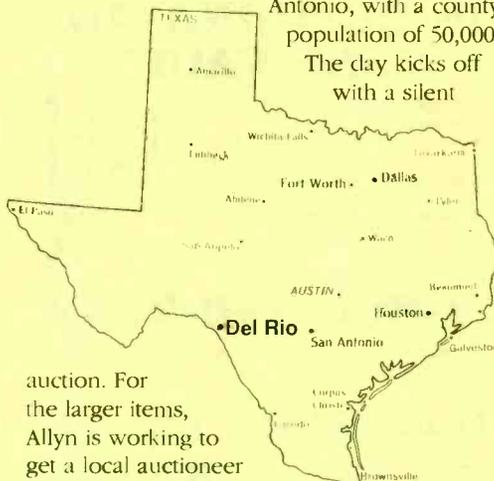 Antonio, with a county
population of 50,000
The day kicks off
with a silent
TEXAS
Amarillo
Lubbock
Wichita Falls
Texarkana
Fort Worth
Dallas
Abilene
Tyler
El Paso
San Angelo
Waco
AUSTIN
Beaumont
Houston
Del Rio
San Antonio
Galveston
auction. For
the larger items,
Allyn is working to
get a local auctioneer
Corpus
Christi
Laredo
Brownsville